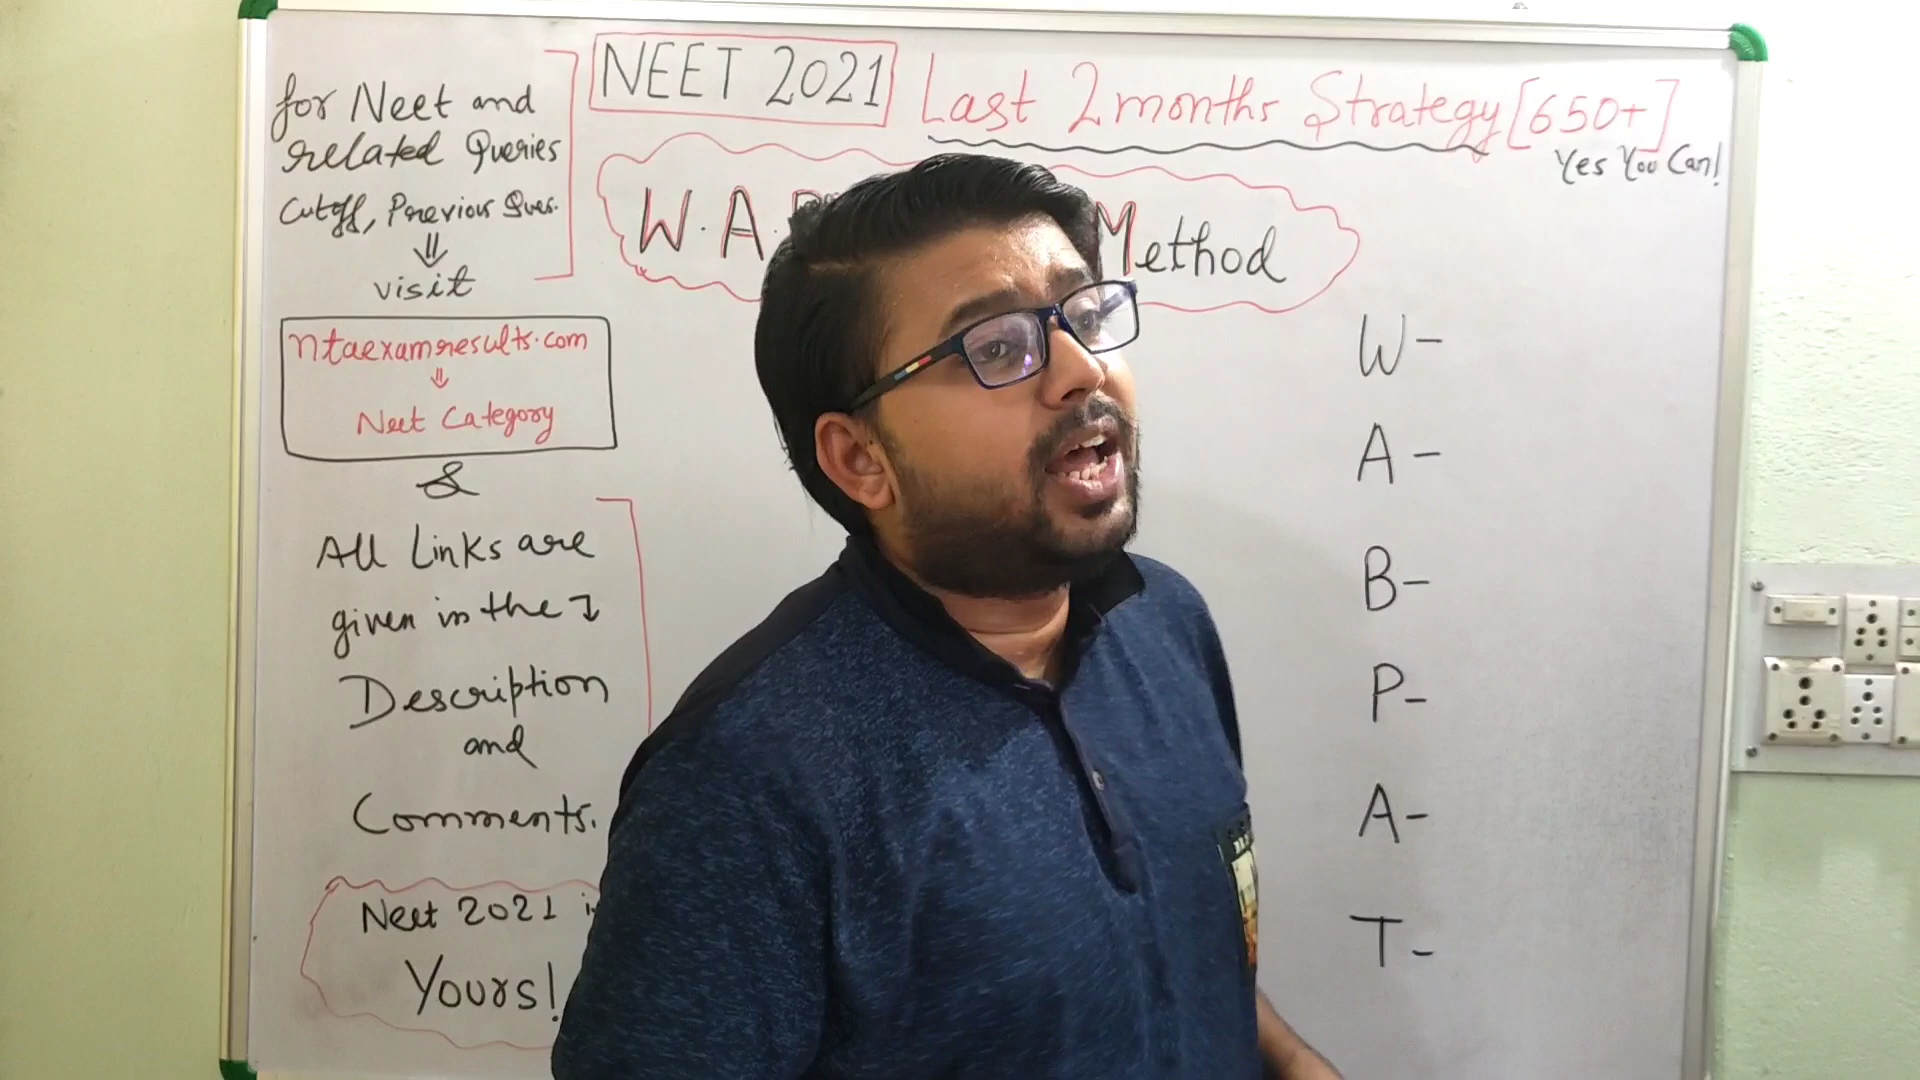 for Neet and
related Queries
Cutoff, Previous Ques.
⇓
visit
ntaexamresults.com
⇓
Neet Category
&
All Links are
given in the ↴
Description
and
Comments.
Neet 2021
Yours!
NEET 2021 Last 2 months Strategy [650+]
Yes You Can!
W.A. Method
W-
A-
B-
P-
A-
T-